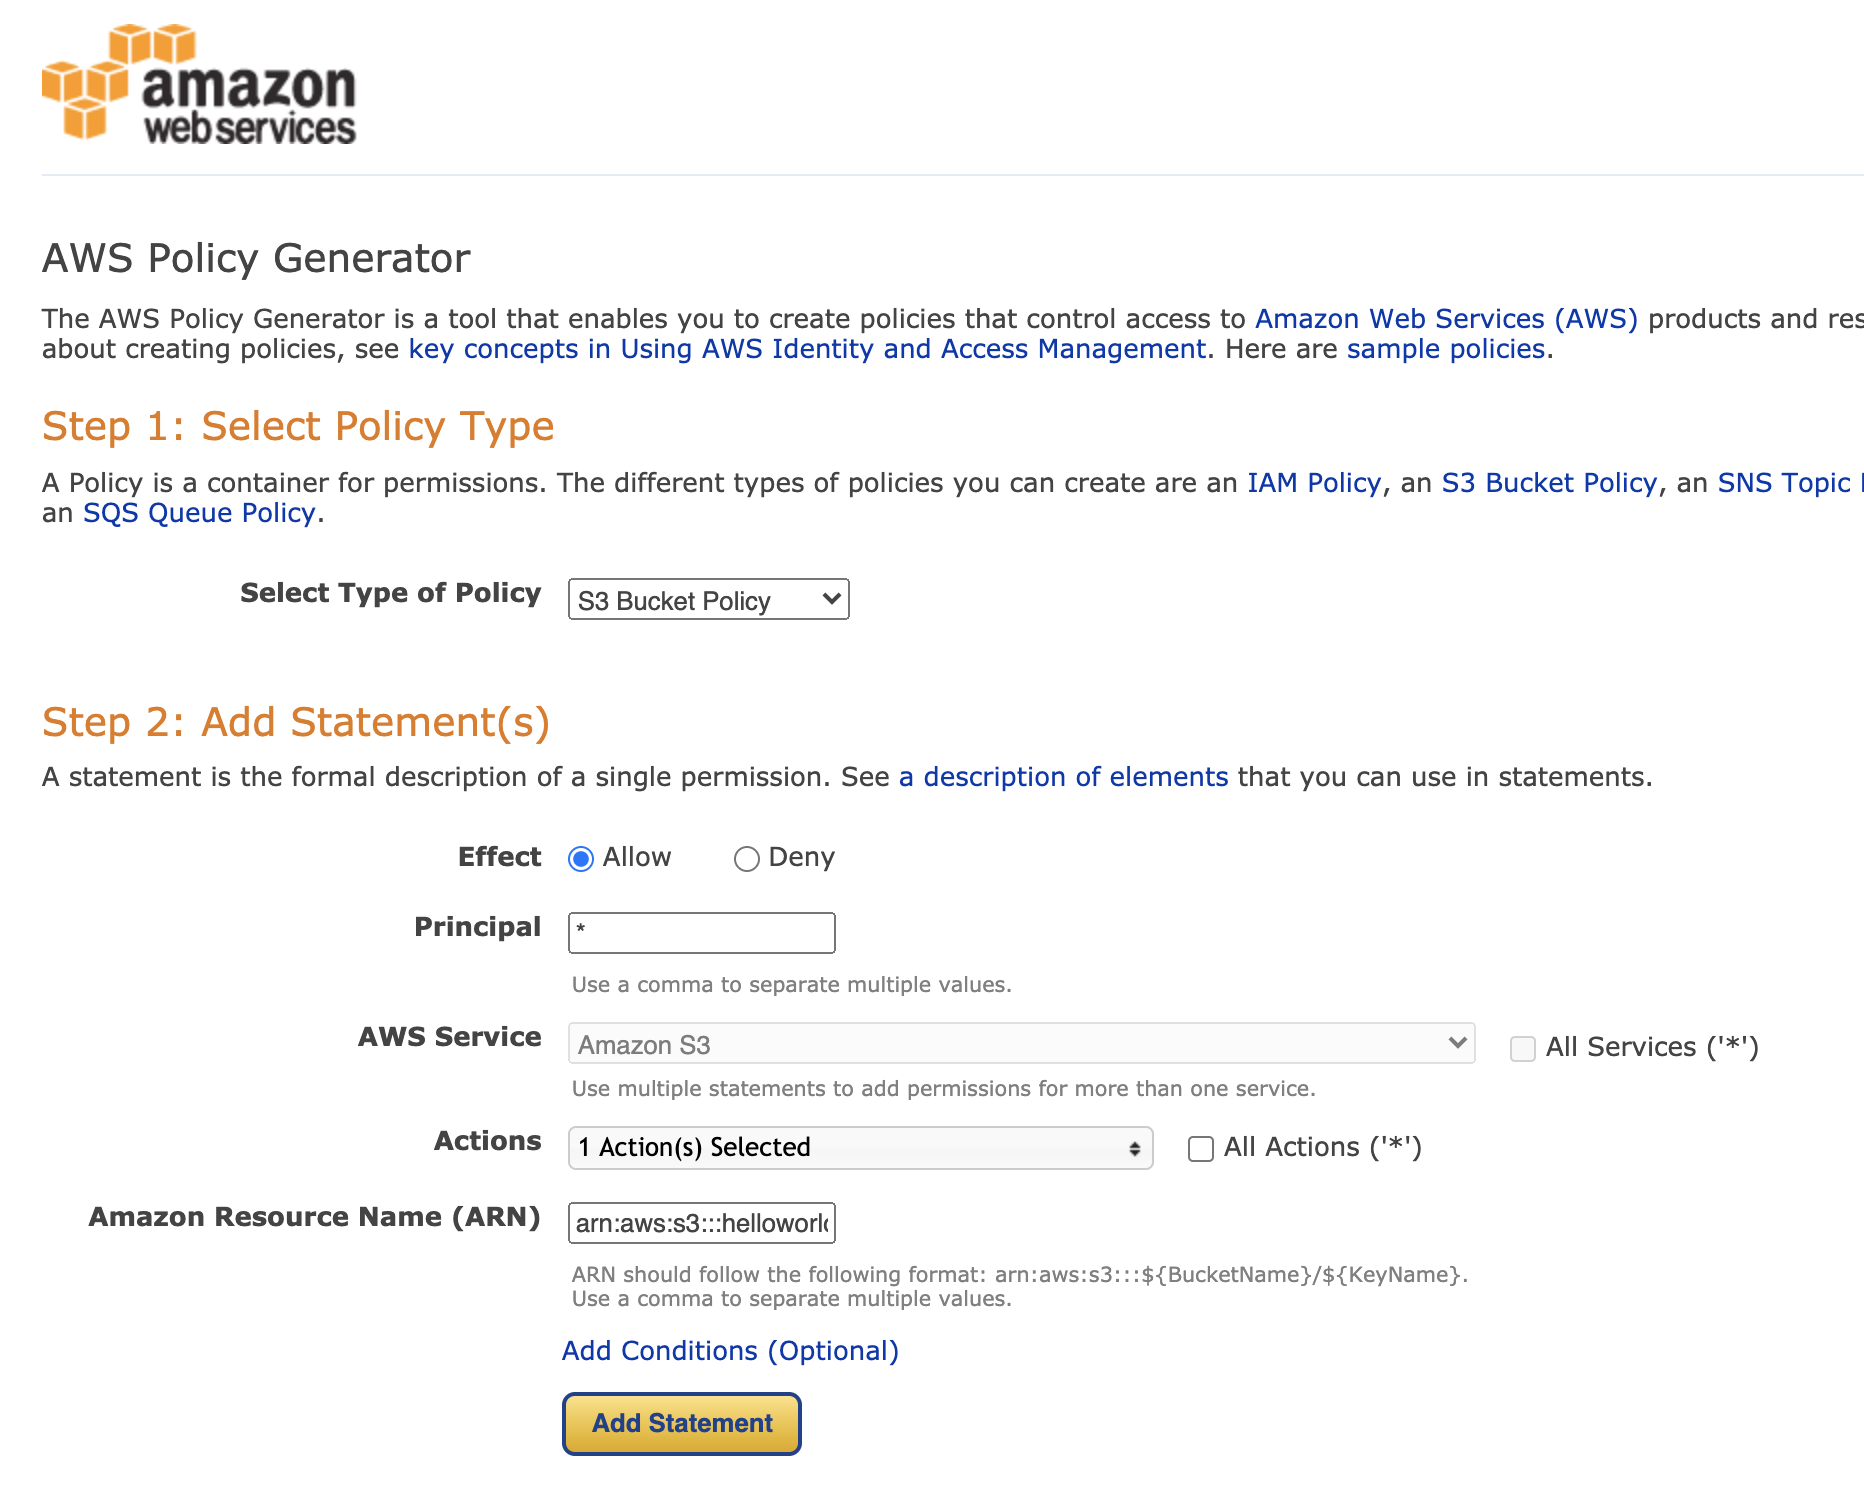 amazon
webservices
AWS Policy Generator
The AWS Policy Generator is a tool that enables you to create policies that control access to Amazon Web Services (AWS) products and
about creating policies, see key concepts in Using AWS Identity and Access Management. Here are sample policies.
Step 1: Select Policy Type
A Policy is a container for permissions. The different types of policies you can create are an IAM Policy, an S3 Bucket Policy, an SNS Topic
an SQS Queue Policy.
Select Type of Policy S3 Bucket Policy
Step 2: Add Statement(s)
A statement is the formal description of a single permission. See a description of elements that you can use in statements.
Effect Allow Deny
Principal *
Use a comma to separate multiple values.
AWS Service Amazon S3 All Services ('*')
Use multiple statements to add permissions for more than one service.
Actions 1 Action(s) Selected All Actions ('*')
Amazon Resource Name (ARN) arn:aws:s3:::helloworl
ARN should follow the following format: arn:aws:s3:::${BucketName}/${KeyName}.
Use a comma to separate multiple values.
Add Conditions (Optional)
Add Statement